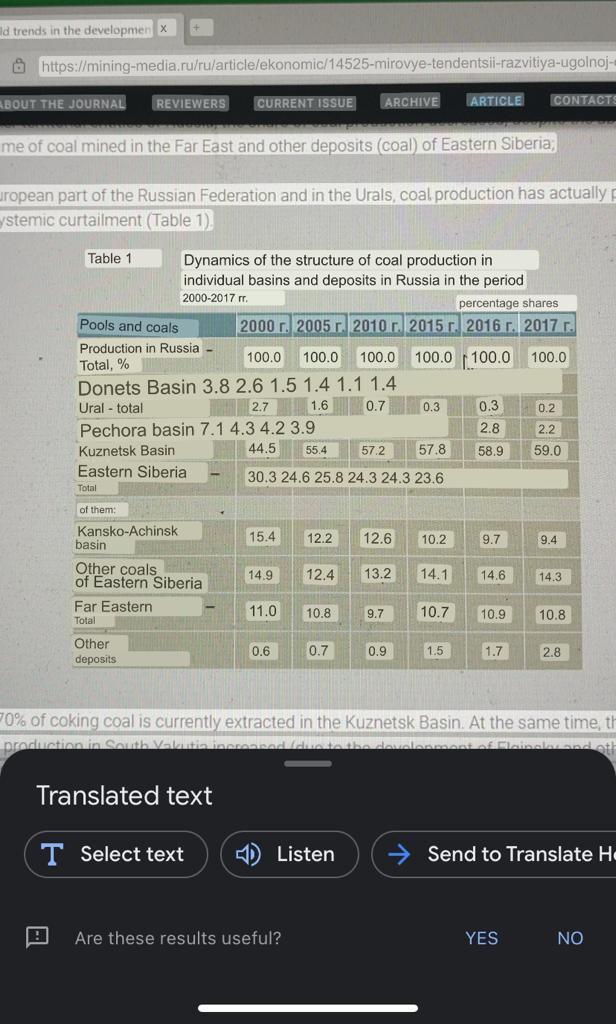 ld trends in the developmen x +
https://mining-media.ru/ru/article/ekonomic/14525-mirovye-tendentsii-razvitiya-ugolnoj-
ABOUT THE JOURNAL REVIEWERS CURRENT ISSUE ARCHIVE ARTICLE CONTACTS
me of coal mined in the Far East and other deposits (coal) of Eastern Siberia;
uropean part of the Russian Federation and in the Urals, coal production has actually p
ystemic curtailment (Table 1).
Table 1 Dynamics of the structure of coal production in
individual basins and deposits in Russia in the period
2000-2017 гг.
percentage shares
Pools and coals 2000 г. 2005 г. 2010 г. 2015 г. 2016 г. 2017 г.
Production in Russia –
Total, % 100.0 100.0 100.0 100.0 100.0 100.0
Donets Basin 3.8 2.6 1.5 1.4 1.1 1.4
Ural - total 2.7 1.6 0.7 0.3 0.3 0.2
Pechora basin 7.1 4.3 4.2 3.9 2.8 2.2
Kuznetsk Basin 44.5 55.4 57.2 57.8 58.9 59.0
Eastern Siberia – 30.3 24.6 25.8 24.3 24.3 23.6
Total
of them:
Kansko-Achinsk
basin 15.4 12.2 12.6 10.2 9.7 9.4
Other coals
of Eastern Siberia 14.9 12.4 13.2 14.1 14.6 14.3
Far Eastern –
Total 11.0 10.8 9.7 10.7 10.9 10.8
Other
deposits 0.6 0.7 0.9 1.5 1.7 2.8
70% of coking coal is currently extracted in the Kuznetsk Basin. At the same time, th
production in South Yakutia increased (due to the development of Elginsky and oth
Translated text
Select text Listen Send to Translate Ho
Are these results useful? YES NO